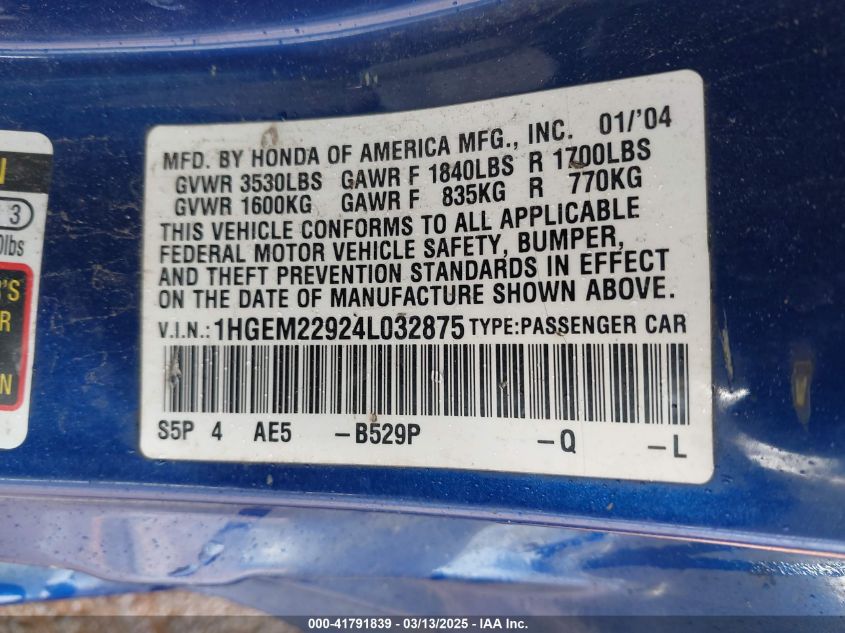 MFD. BY HONDA OF AMERICA MFG., INC. 01/'04
GVWR 3530LBS GAWR F 1840LBS R 1700LBS
GVWR 1600KG GAWR F 835KG R 770KG
THIS VEHICLE CONFORMS TO ALL APPLICABLE
FEDERAL MOTOR VEHICLE SAFETY, BUMPER,
AND THEFT PREVENTION STANDARDS IN EFFECT
ON THE DATE OF MANUFACTURE SHOWN ABOVE.
V.I.N.: 1HGEM22924L032875 TYPE:PASSENGER CAR
S5P 4 AE5 -B529P -Q -L
3
lbs
'S
R
N
000-41791839 / 03/13/2025 - © IAA Inc.